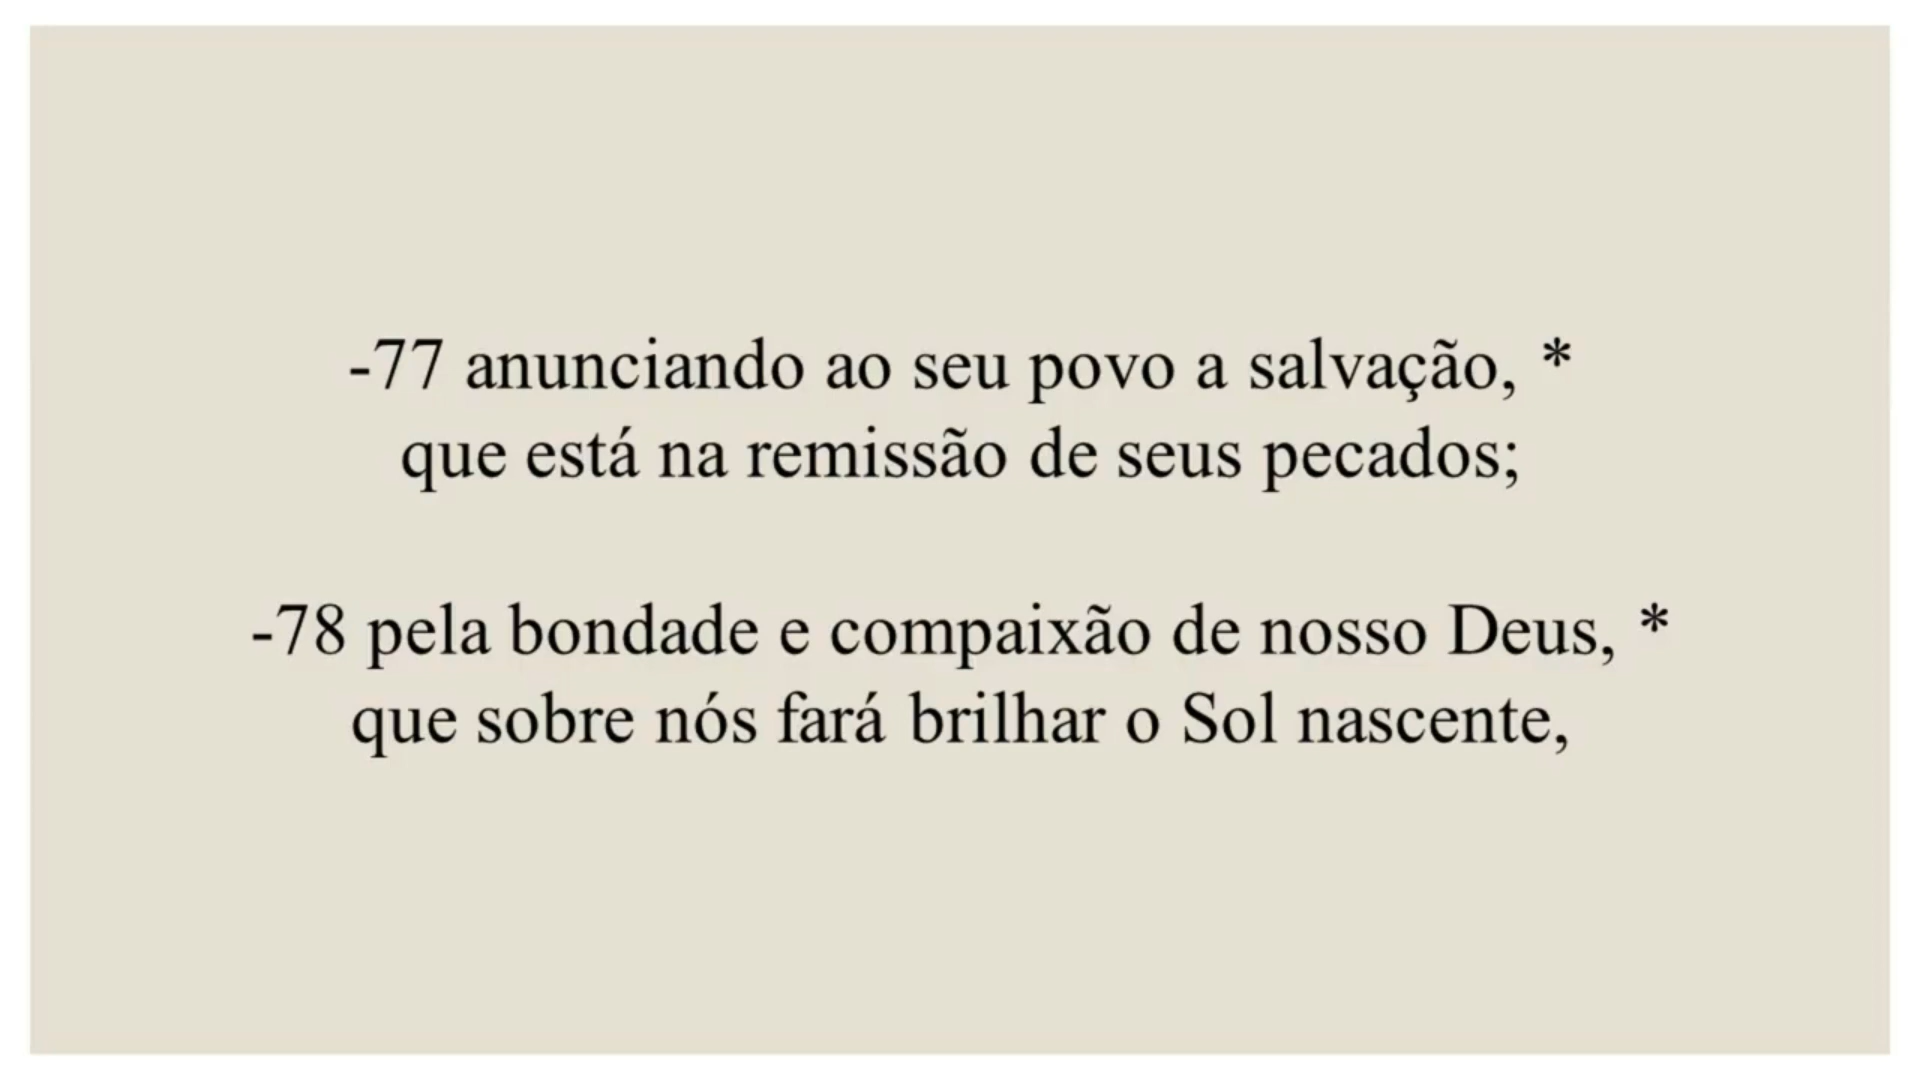 -77 anunciando ao seu povo a salvação, *
que está na remissão de seus pecados;
-78 pela bondade e compaixão de nosso Deus, *
que sobre nós fará brilhar o Sol nascente,